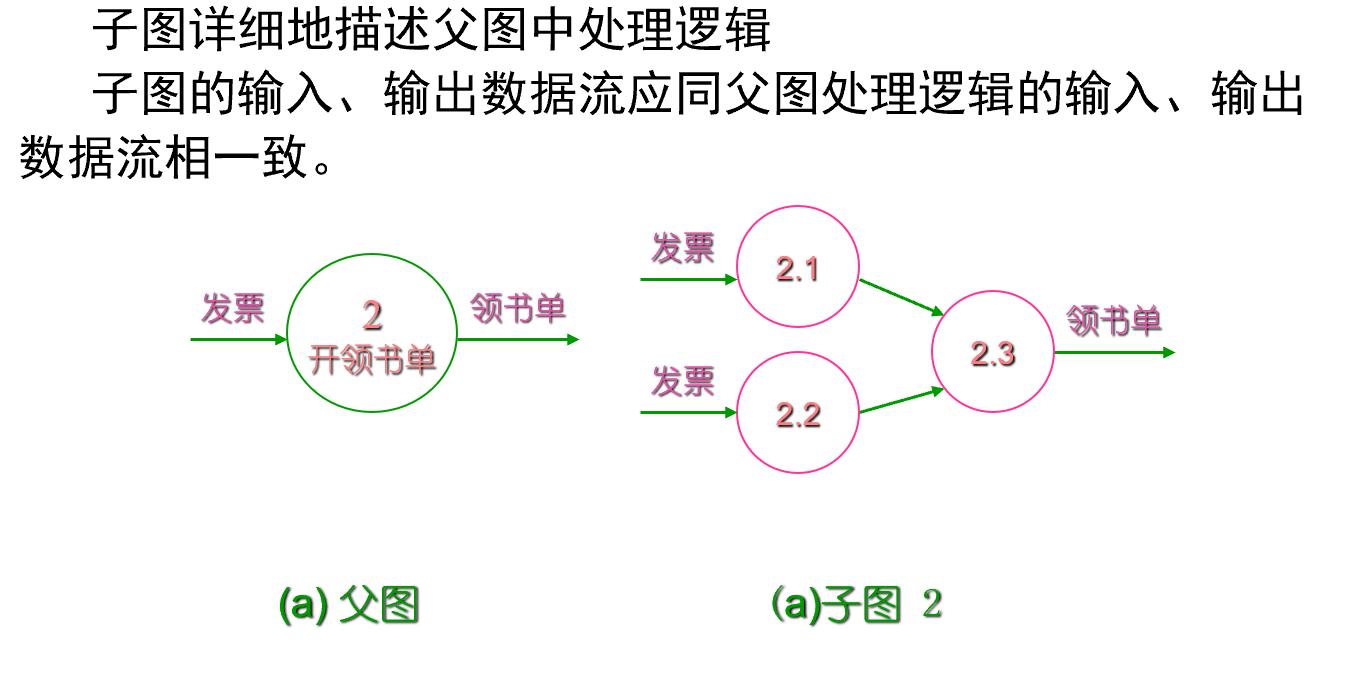 子图详细地描述父图中处理逻辑
子图的输入、输出数据流应同父图处理逻辑的输入、输出
数据流相一致。
发票
2
开领书单
领书单
发票
2.1
发票
2.2
2.3
领书单
(a) 父图
(a)子图 2